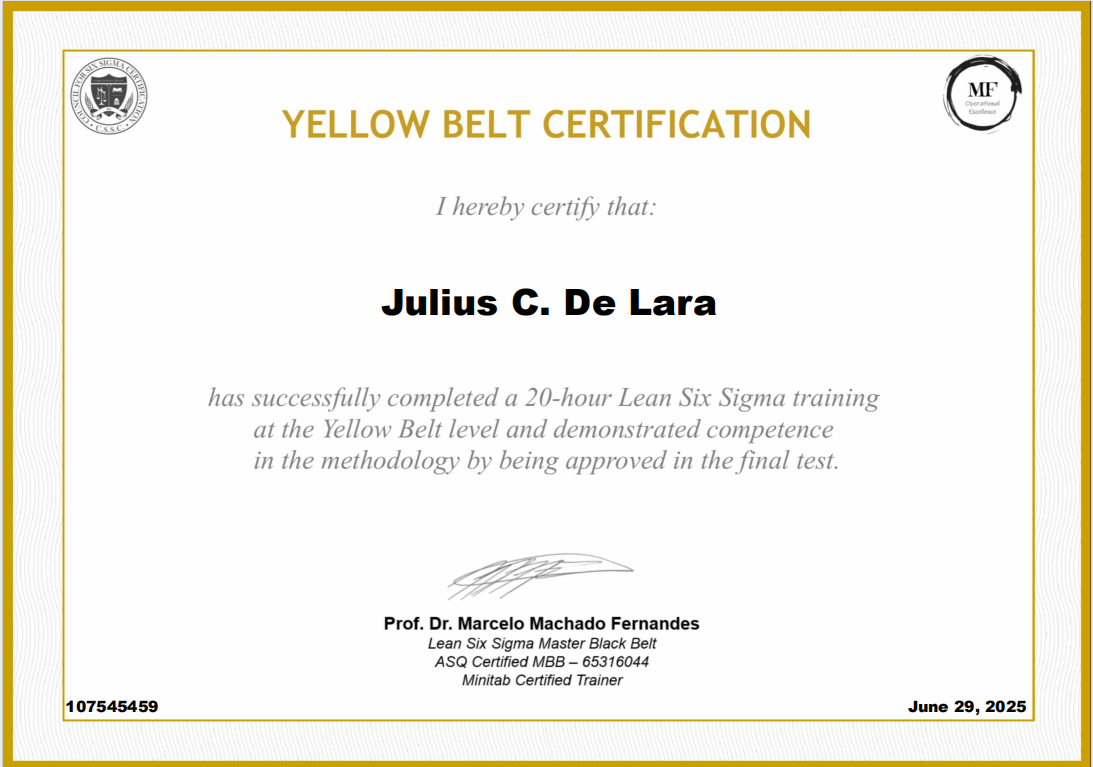 COUNCIL FOR SIX SIGMA CERTIFICATION
• C.S.S.C •
MF
Operational
Excellence
YELLOW BELT CERTIFICATION
I hereby certify that:
Julius C. De Lara
has successfully completed a 20-hour Lean Six Sigma training
at the Yellow Belt level and demonstrated competence
in the methodology by being approved in the final test.
Prof. Dr. Marcelo Machado Fernandes
Lean Six Sigma Master Black Belt
ASQ Certified MBB – 65316044
Minitab Certified Trainer
107545459
June 29, 2025